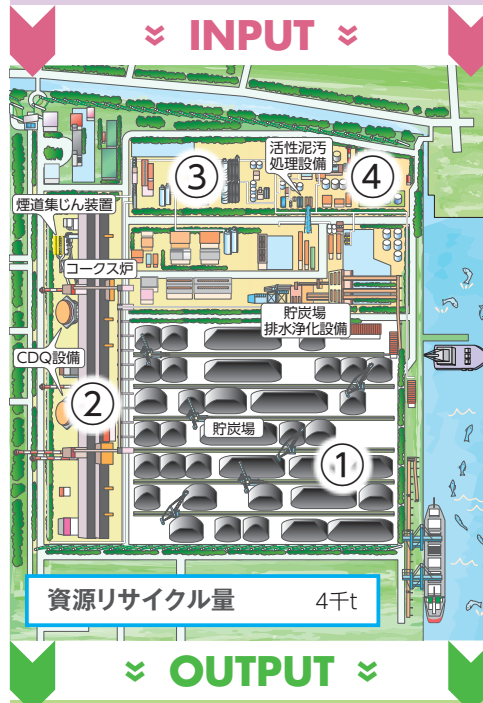 INPUT
③
活性泥汚
処理設備
④
煙道集じん装置
コークス炉
貯炭場
排水浄化設備
CDQ設備
②
貯炭場
①
資源リサイクル量 4千t
OUTPUT